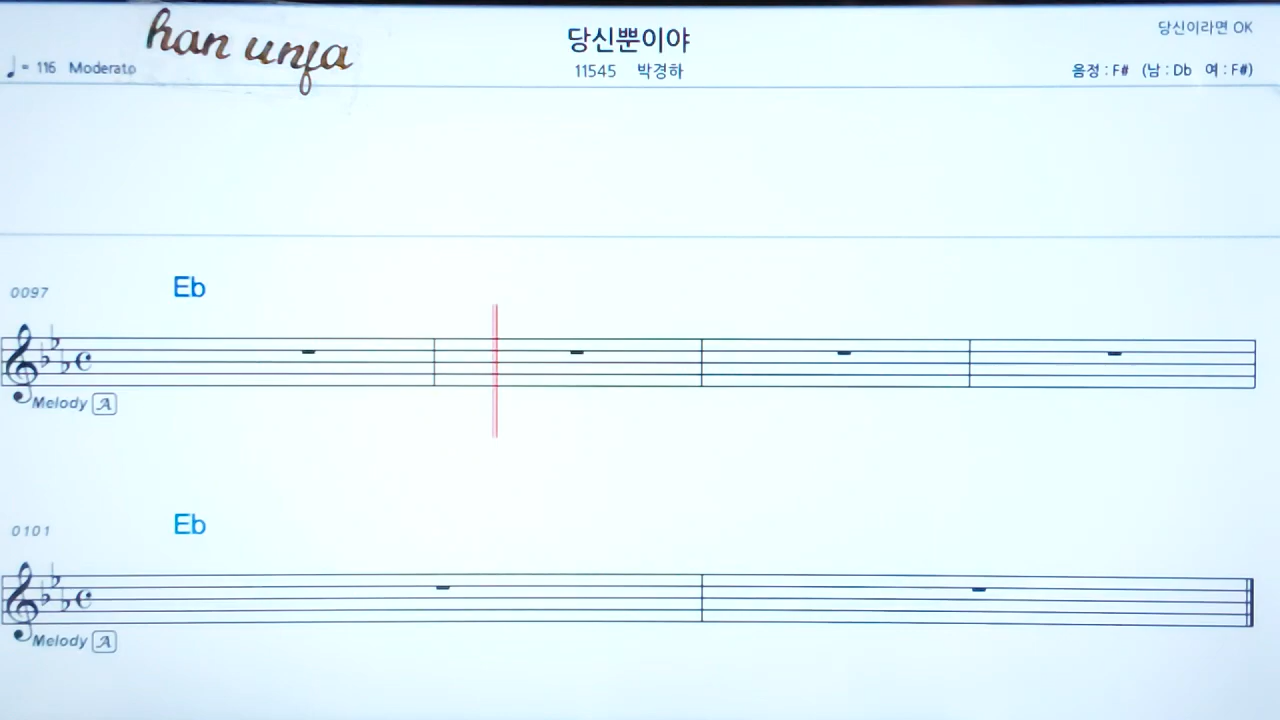 han unfa
당신뿐이야
당신이라면 OK
♩= 116 Moderato
11545 박경하
음정 : F# (남 : Db 여 : F#)
0097
Eb
Melody A
0101
Eb
Melody A